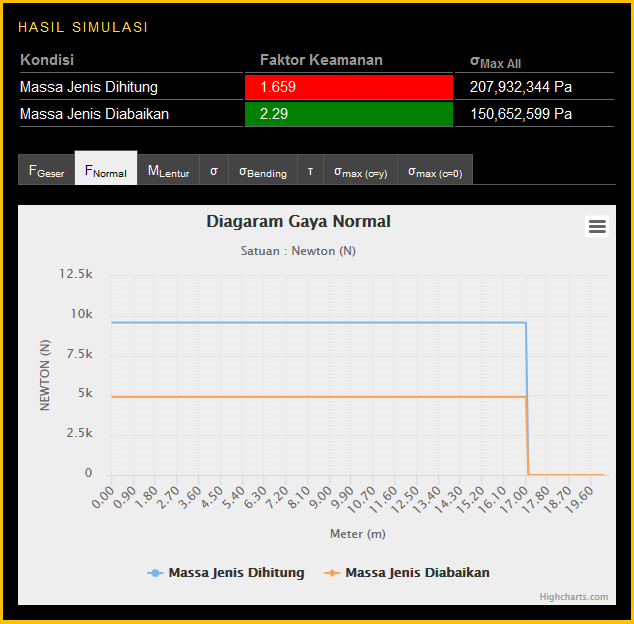 HASIL SIMULASI
Kondisi Faktor Keamanan σMax All
Massa Jenis Dihitung 1.659 207,932,344 Pa
Massa Jenis Diabaikan 2.29 150,652,599 Pa
FGeser FNormal MLentur σ σBending τ σmax (σ=y) σmax (σ=0)
Diagaram Gaya Normal
Satuan : Newton (N)
12.5k
10k
7.5k
5k
2.5k
0
NEWTON (N)
0.00 0.90 1.80 2.70 3.60 4.50 5.40 6.30 7.20 8.10 9.00 9.90 10.70 11.60 12.50 13.40 14.30 15.20 16.10 17.00 17.80 18.70 19.60
Meter (m)
Massa Jenis Dihitung Massa Jenis Diabaikan
Highcharts.com